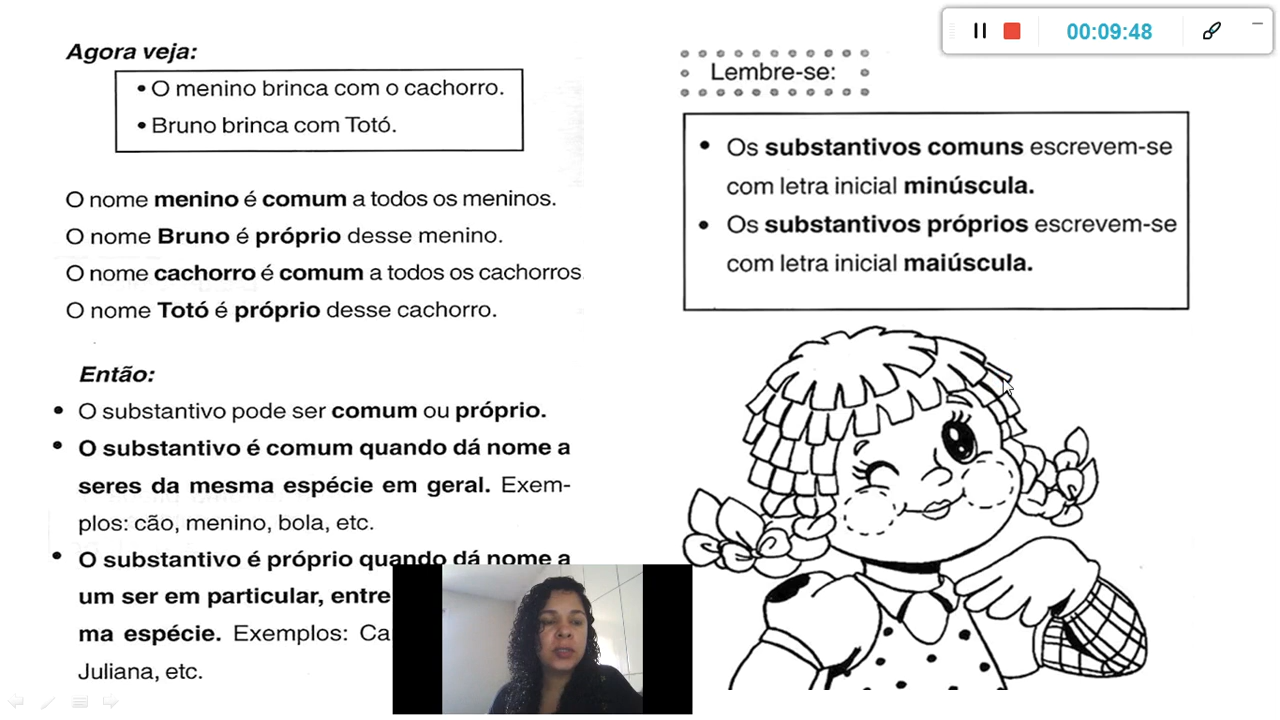 Agora veja:
• O menino brinca com o cachorro.
• Bruno brinca com Totó.
O nome menino é comum a todos os meninos.
O nome Bruno é próprio desse menino.
O nome cachorro é comum a todos os cachorros
O nome Totó é próprio desse cachorro.
Então:
• O substantivo pode ser comum ou próprio.
• O substantivo é comum quando dá nome a
seres da mesma espécie em geral. Exem-
plos: cão, menino, bola, etc.
• O substantivo é próprio quando dá nome a
um ser em particular, entre
ma espécie. Exemplos:
Juliana, etc.
00:09:48
Lembre-se:
• Os substantivos comuns escrevem-se
com letra inicial minúscula.
• Os substantivos próprios escrevem-se
com letra inicial maiúscula.